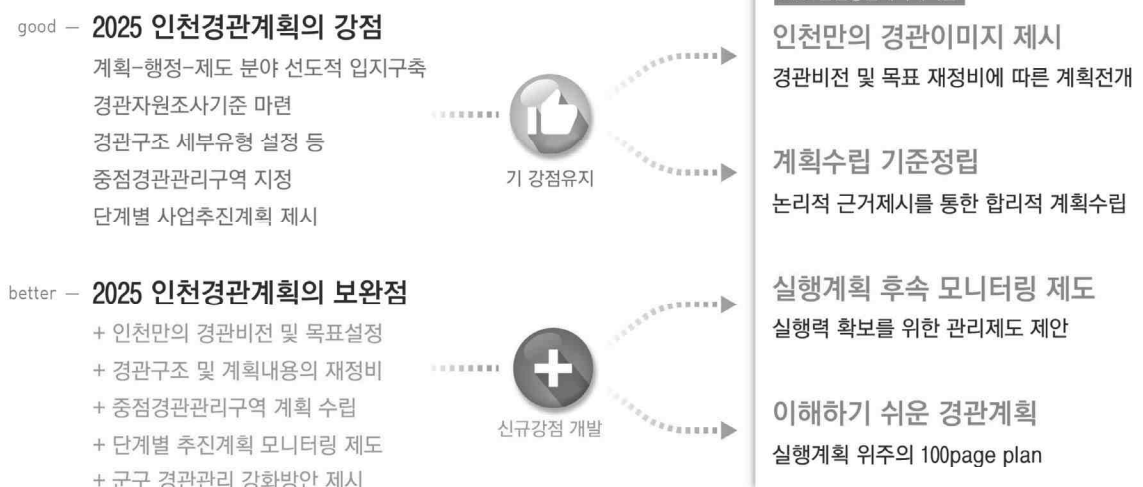 good – 2025 인천경관계획의 강점
계획-행정-제도 분야 선도적 입지구축
경관자원조사기준 마련
경관구조 세부유형 설정 등
중점경관관리구역 지정
단계별 사업추진계획 제시
기 강점유지
better – 2025 인천경관계획의 보완점
+ 인천만의 경관비전 및 목표설정
+ 경관구조 및 계획내용의 재정비
+ 중점경관관리구역 계획 수립
+ 단계별 추진계획 모니터링 제도
+ 군구 경관관리 강화방안 제시
신규강점 개발
인천만의 경관이미지 제시
경관비전 및 목표 재정비에 따른 계획전개
계획수립 기준정립
논리적 근거제시를 통한 합리적 계획수립
실행계획 후속 모니터링 제도
실행력 확보를 위한 관리제도 제안
이해하기 쉬운 경관계획
실행계획 위주의 100page plan